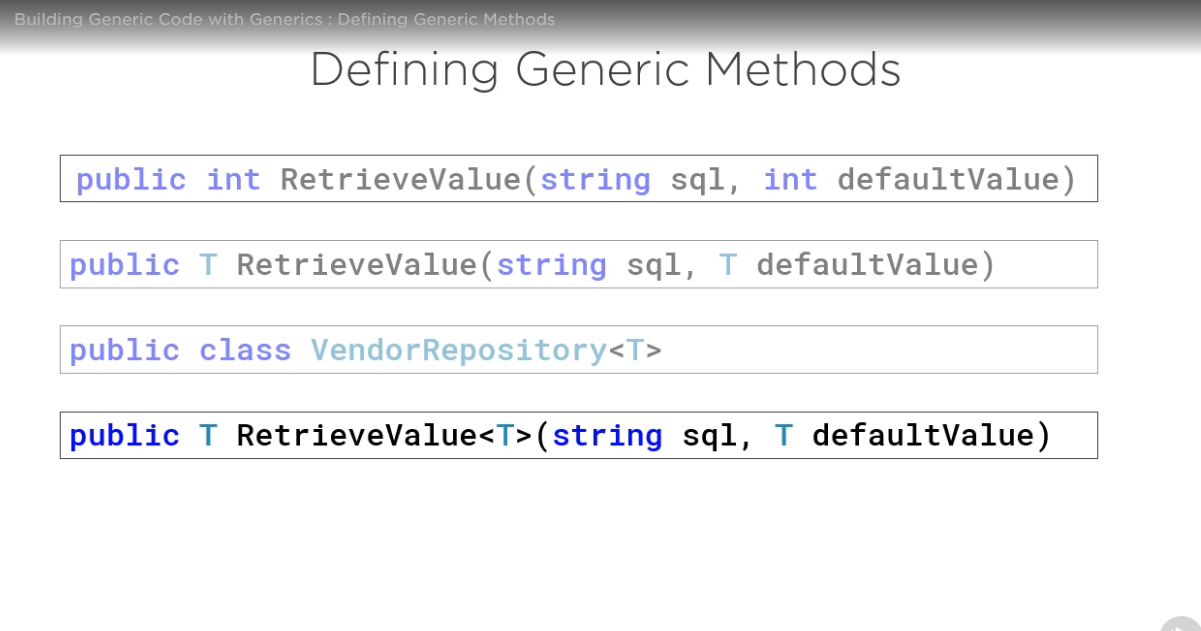 Building Generic Code with Generics : Defining Generic Methods
Defining Generic Methods
public int RetrieveValue(string sql, int defaultValue)
public T RetrieveValue(string sql, T defaultValue)
public class VendorRepository<T>
public T RetrieveValue<T>(string sql, T defaultValue)